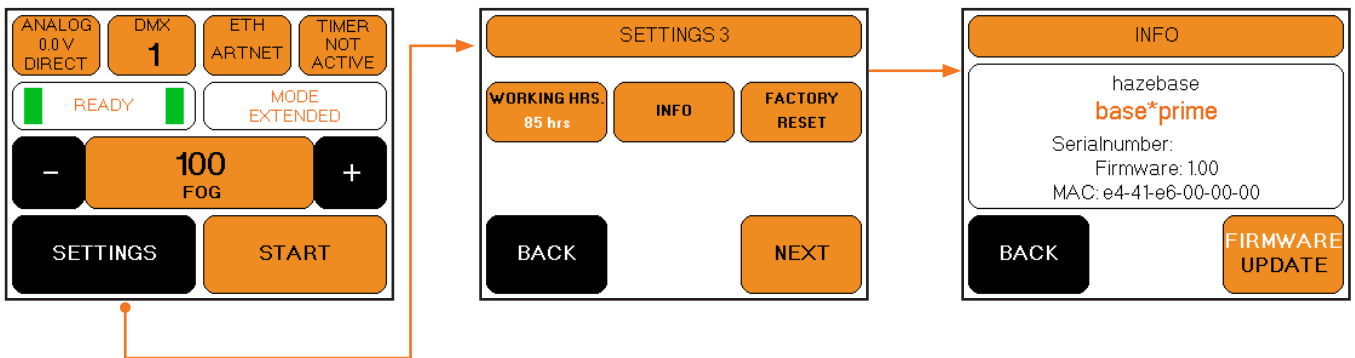 ANALOG
0.0 V
DIRECT
DMX
1
ETH
ARTNET
TIMER
NOT
ACTIVE
READY
MODE
EXTENDED
-
100
FOG
+
SETTINGS
START
SETTINGS 3
WORKING HRS.
85 hrs
INFO
FACTORY
RESET
BACK
NEXT
INFO
hazebase
base*prime
Serialnumber:
Firmware: 1.00
MAC: e4-41-e6-00-00-00
BACK
FIRMWARE
UPDATE